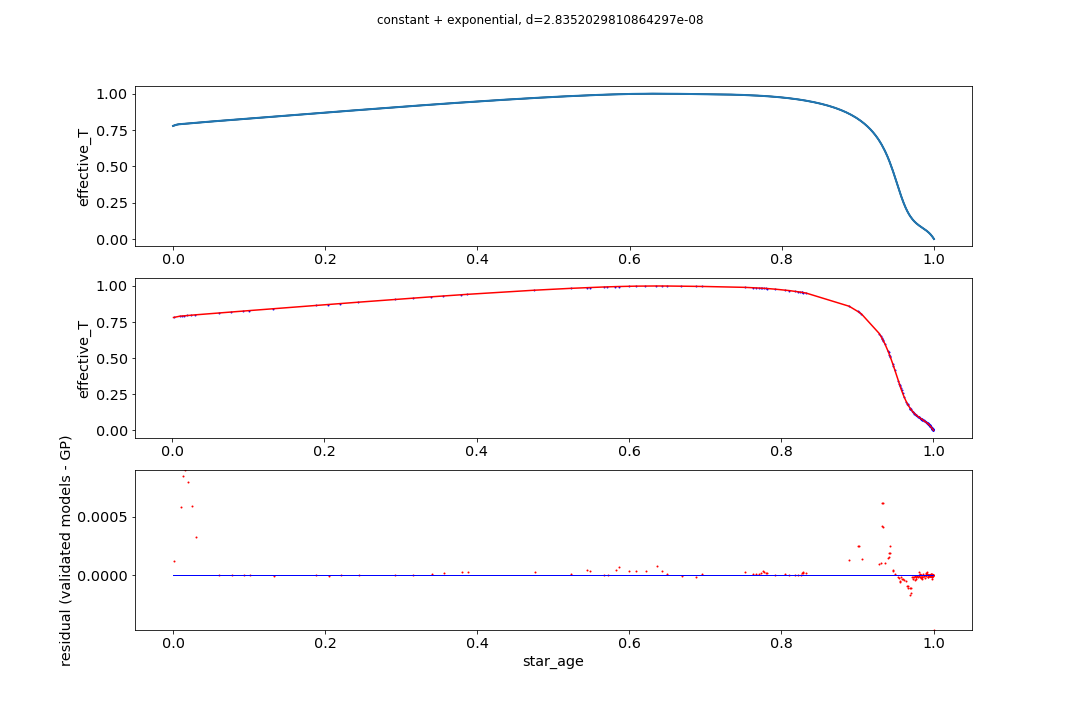 constant + exponential, d=2.8352029810864297e-08
1.00
0.75
0.50
0.25
0.00
effective_T
0.0 0.2 0.4 0.6 0.8 1.0
1.00
0.75
0.50
0.25
0.00
effective_T
0.0 0.2 0.4 0.6 0.8 1.0
residual (validated models - GP)
0.0005
0.0000
0.0 0.2 0.4 0.6 0.8 1.0
star_age